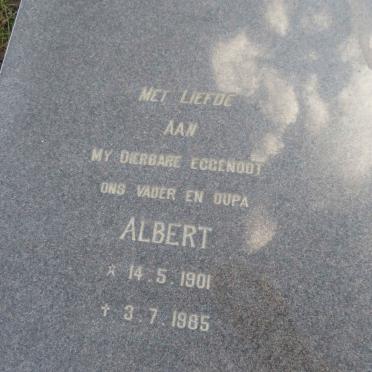 MET LIEFDE
AAN
MY DIERBARE EGGENOOT
ONS VADER EN OUPA
ALBERT
* 14.5.1901
† 3.7.1985